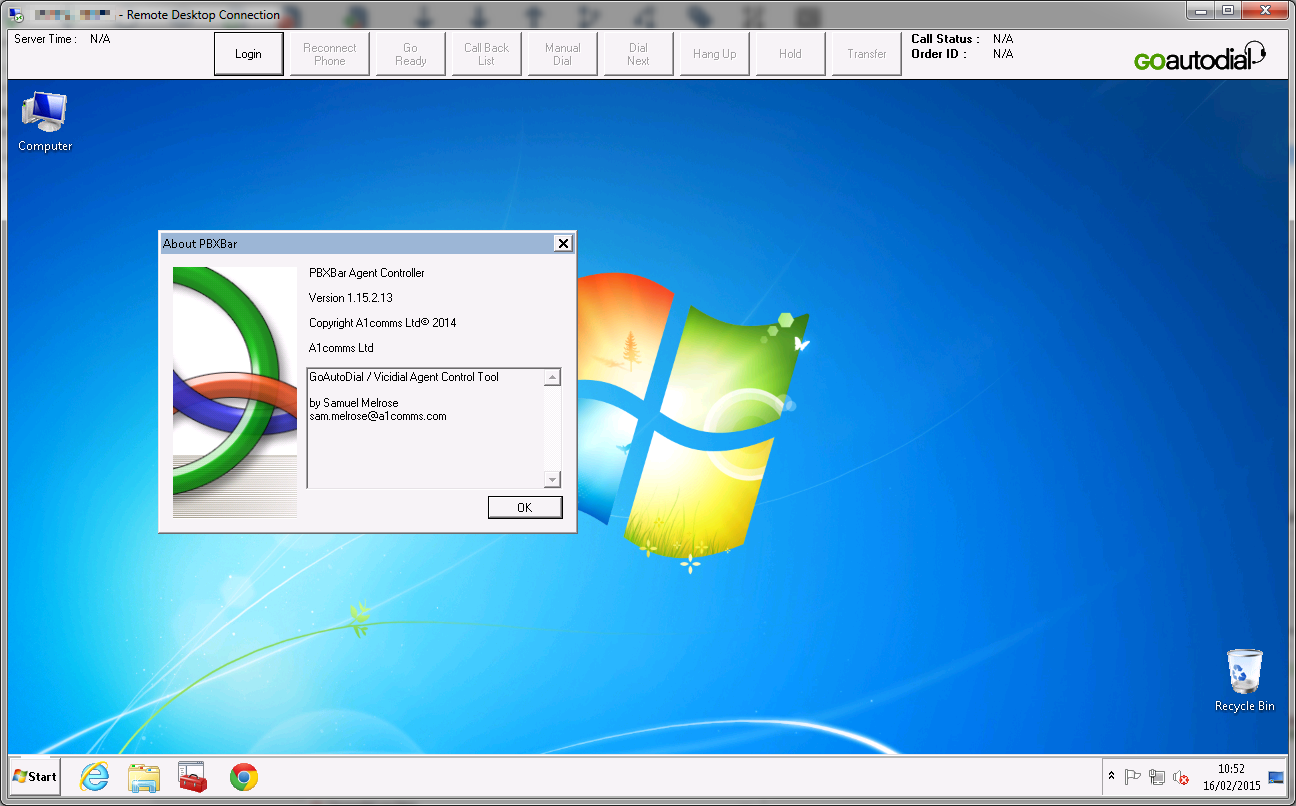 - Remote Desktop Connection
Server Time : N/A
Login
Reconnect
Phone
Go
Ready
Call Back
List
Manual
Dial
Dial
Next
Hang Up
Hold
Transfer
Call Status : N/A
Order ID : N/A
GOautodial
Computer
About PBXBar
PBXBar Agent Controller
Version 1.15.2.13
Copyright A1comms Ltd© 2014
A1comms Ltd
GoAutoDial / Vicidial Agent Control Tool
by Samuel Melrose
sam.melrose@a1comms.com
OK
Recycle Bin
Start
10:52
16/02/2015